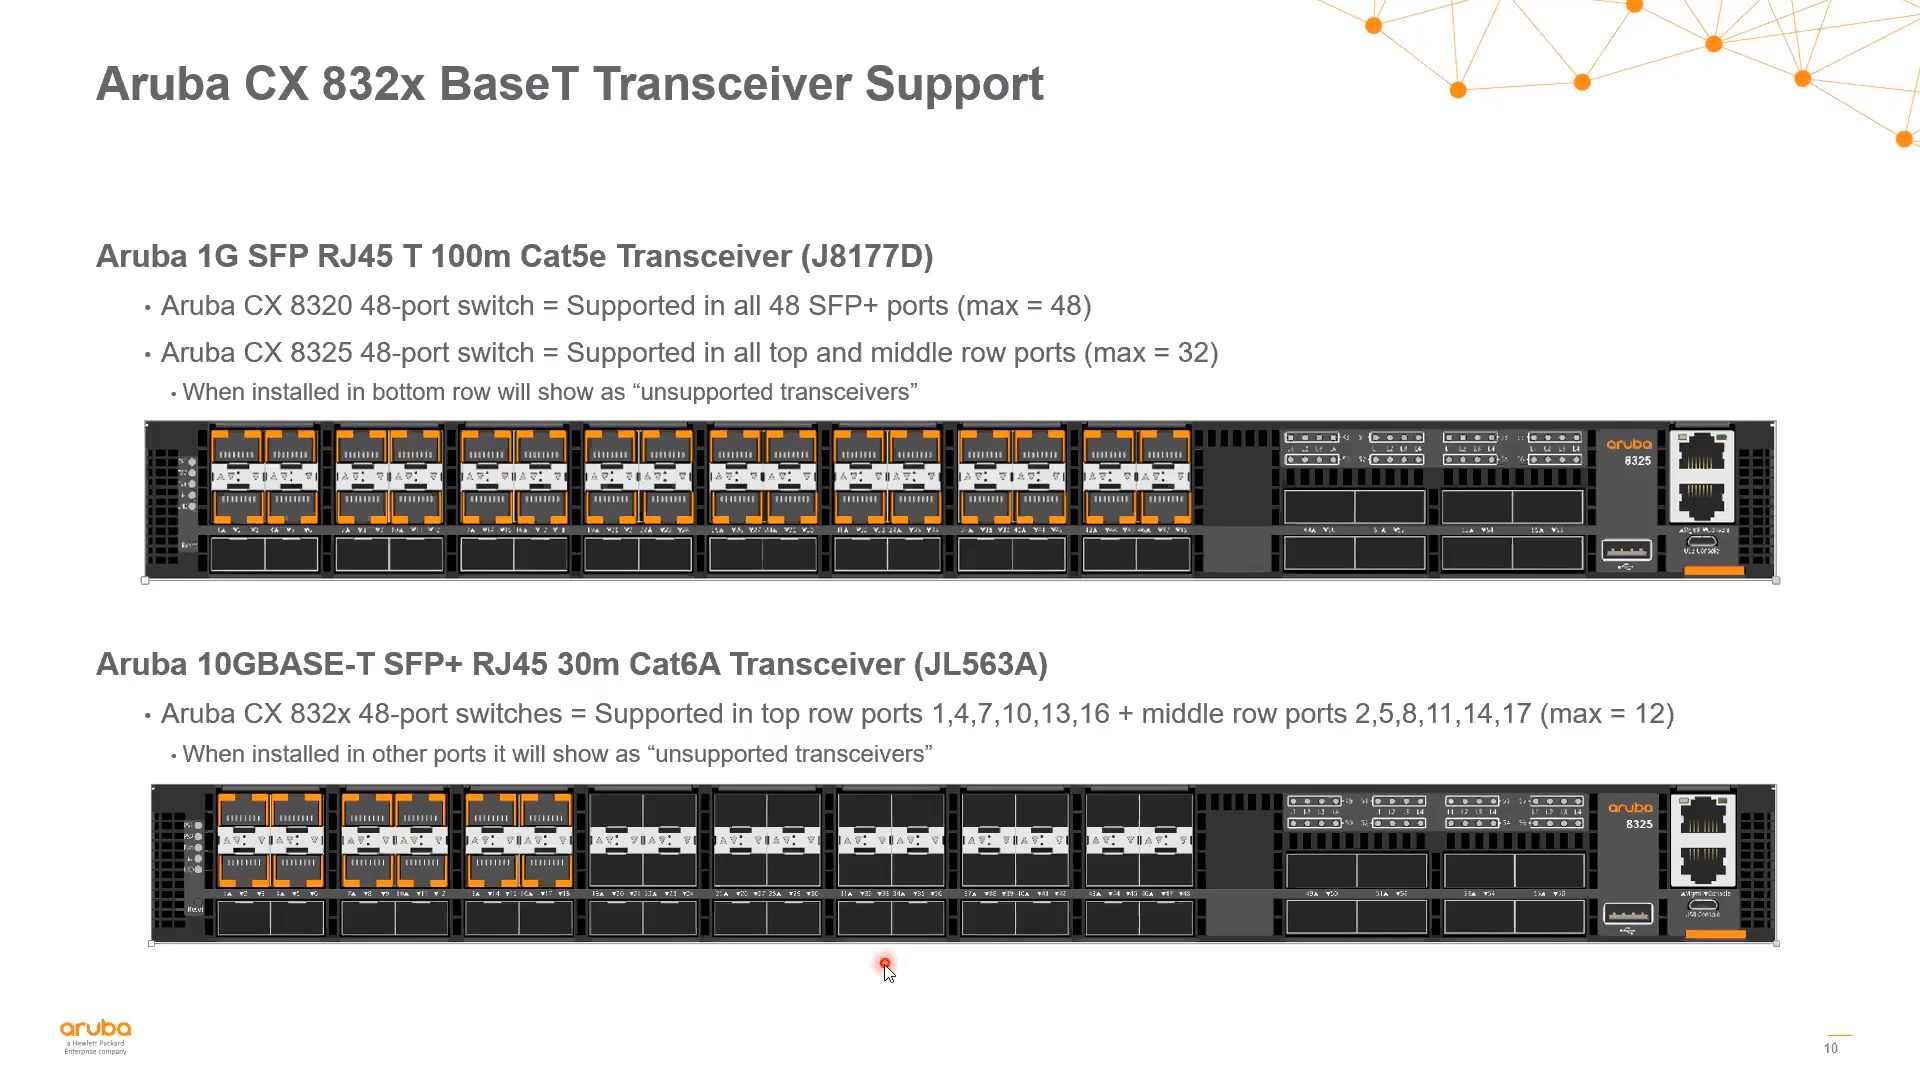 Aruba CX 832x BaseT Transceiver Support
Aruba 1G SFP RJ45 T 100m Cat5e Transceiver (J8177D)
• Aruba CX 8320 48-port switch = Supported in all 48 SFP+ ports (max = 48)
• Aruba CX 8325 48-port switch = Supported in all top and middle row ports (max = 32)
• When installed in bottom row will show as “unsupported transceivers”
aruba
8325
Aruba 10GBASE-T SFP+ RJ45 30m Cat6A Transceiver (JL563A)
• Aruba CX 832x 48-port switches = Supported in top row ports 1,4,7,10,13,16 + middle row ports 2,5,8,11,14,17 (max = 12)
• When installed in other ports it will show as “unsupported transceivers”
aruba
8325
aruba
a Hewlett Packard
Enterprise company
10